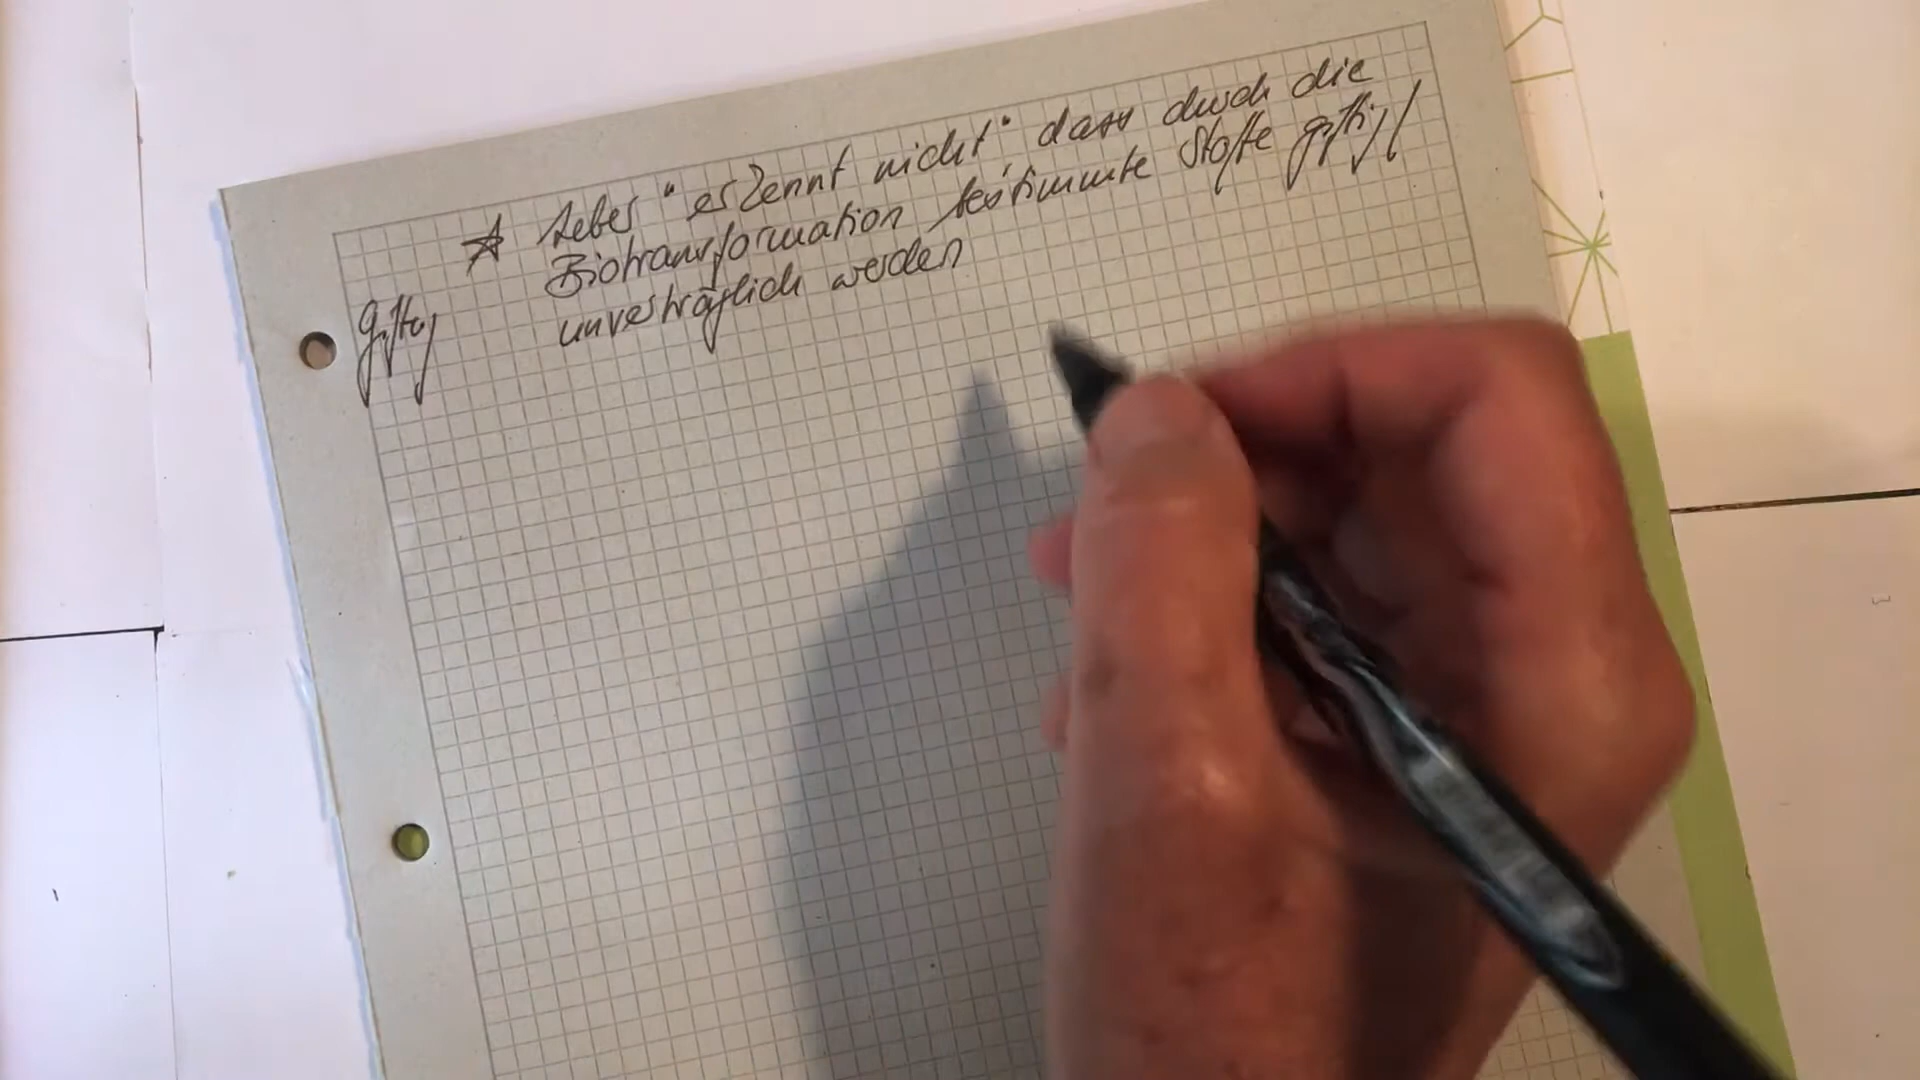 ☆ Leber "erkennt nicht" dass durch die
Biotransformation bestimmte Stoffe giftig/
unverträglich werden
giftig